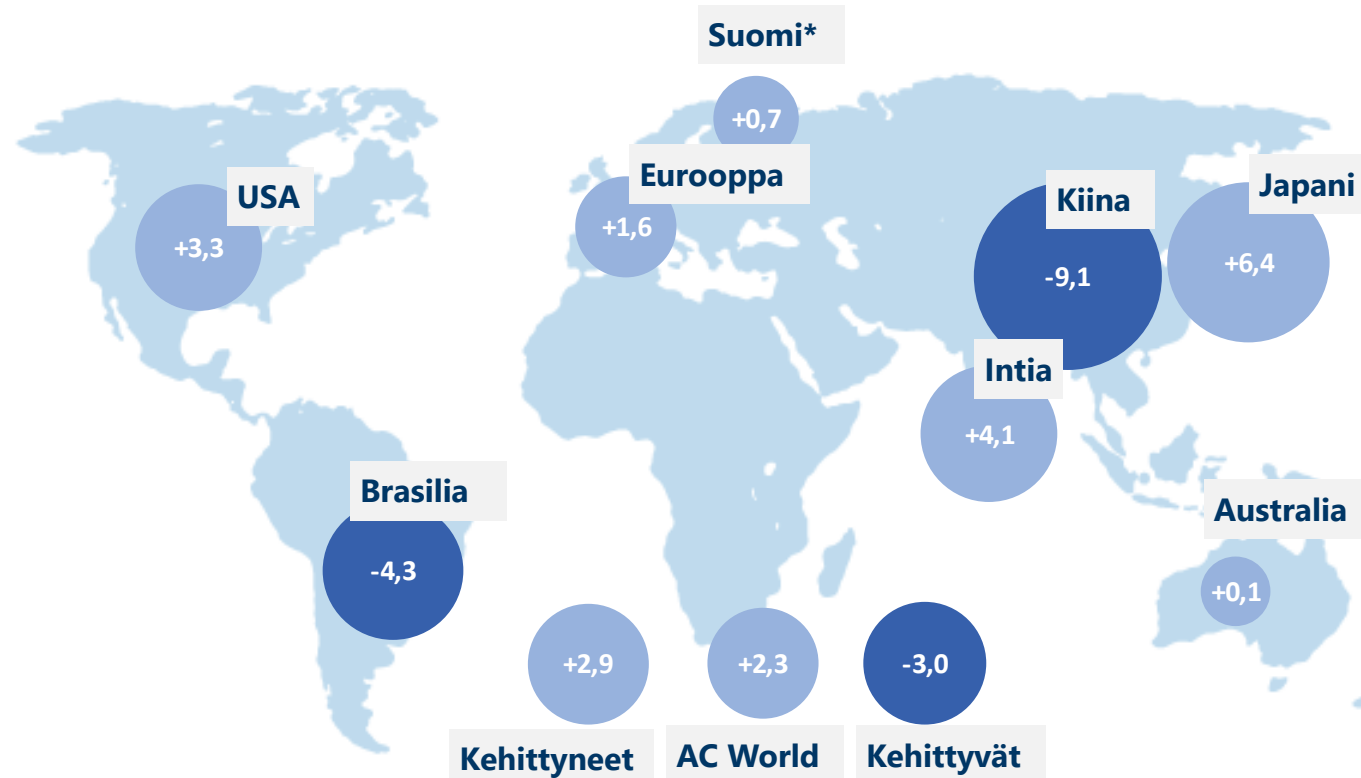 Suomi*
+0,7
USA
+3,3
Eurooppa
+1,6
Kiina
-9,1
Japani
+6,4
Intia
+4,1
Brasilia
-4,3
Australia
+0,1
+2,9
Kehittyneet
+2,3
AC World
-3,0
Kehittyvät